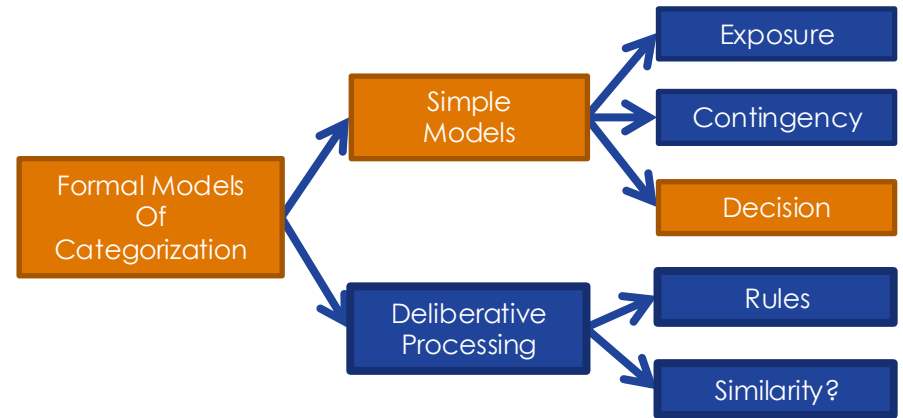 Exposure
Simple
Models
Contingency
Formal Models
Of
Categorization
Decision
Deliberative
Processing
Rules
Similarity?